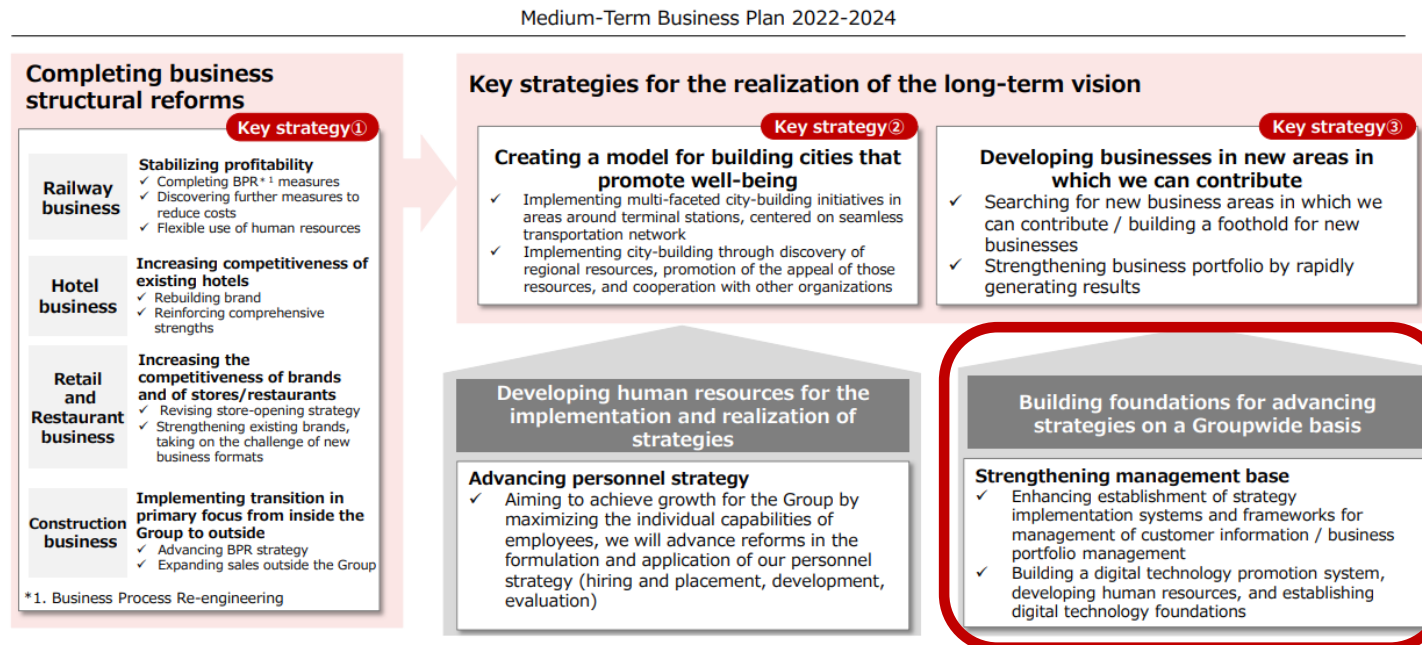 Medium-Term Business Plan 2022-2024
Completing business
structural reforms
Key strategy①
Railway
business
Stabilizing profitability
✓ Completing BPR*¹ measures
✓ Discovering further measures to
reduce costs
✓ Flexible use of human resources
Hotel
business
Increasing competitiveness of
existing hotels
✓ Rebuilding brand
✓ Reinforcing comprehensive
strengths
Retail
and
Restaurant
business
Increasing the
competitiveness of brands
and of stores/restaurants
✓ Revising store-opening strategy
✓ Strengthening existing brands,
taking on the challenge of new
business formats
Construction
business
Implementing transition in
primary focus from inside the
Group to outside
✓ Advancing BPR strategy
✓ Expanding sales outside the Group
*1. Business Process Re-engineering
Key strategies for the realization of the long-term vision
Key strategy②
Creating a model for building cities that
promote well-being
✓ Implementing multi-faceted city-building initiatives in
areas around terminal stations, centered on seamless
transportation network
✓ Implementing city-building through discovery of
regional resources, promotion of the appeal of those
resources, and cooperation with other organizations
Key strategy③
Developing businesses in new areas in
which we can contribute
✓ Searching for new business areas in which we
can contribute / building a foothold for new
businesses
✓ Strengthening business portfolio by rapidly
generating results
Developing human resources for the
implementation and realization of
strategies
Advancing personnel strategy
✓ Aiming to achieve growth for the Group by
maximizing the individual capabilities of
employees, we will advance reforms in the
formulation and application of our personnel
strategy (hiring and placement, development,
evaluation)
Building foundations for advancing
strategies on a Groupwide basis
Strengthening management base
✓ Enhancing establishment of strategy
implementation systems and frameworks for
management of customer information / business
portfolio management
✓ Building a digital technology promotion system,
developing human resources, and establishing
digital technology foundations